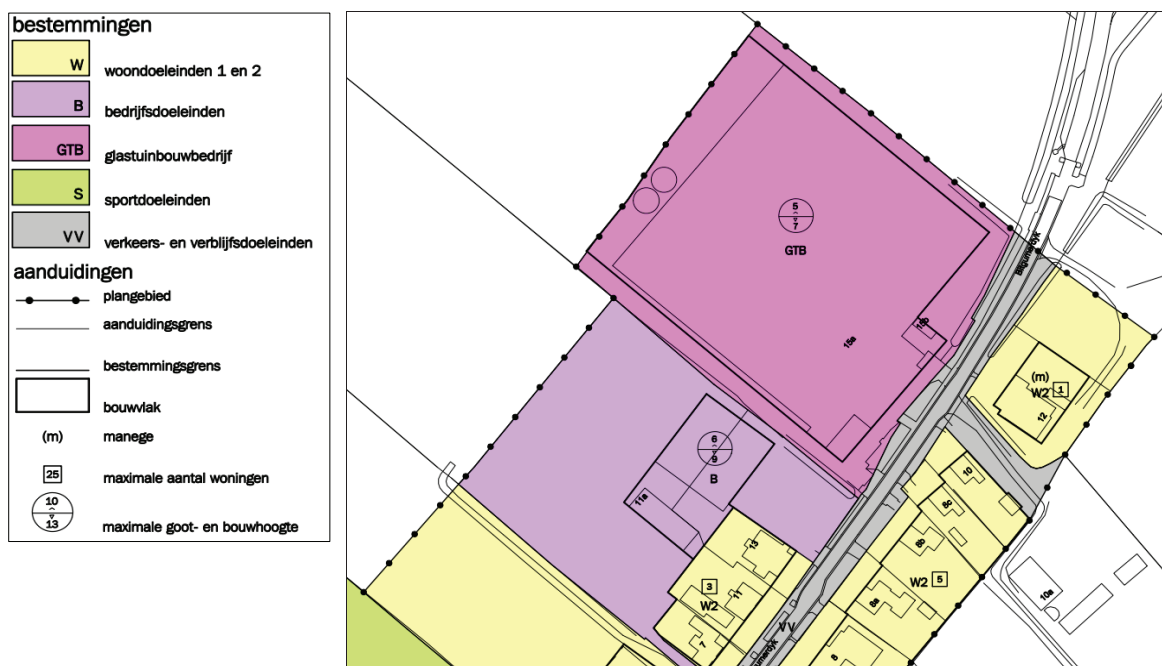 bestemmingen
W woondoeleinden 1 en 2
B bedrijfsdoeleinden
GTB glastuinbouwbedrijf
S sportdoeleinden
VV verkeers- en verblijfsdoeleinden
aanduidingen
plangebied
aanduidingsgrens
bestemmingsgrens
bouwvlak
(m) manege
25 maximale aantal woningen
10
13 maximale goot- en bouwhoogte
5
7
GTB
Bitgumerdyk
15b
15a
(m)
W2 1
12
6
9
B
11a
10
8c
8b
13
3
W2
11
7
W2 5
8a
10a
VV
8